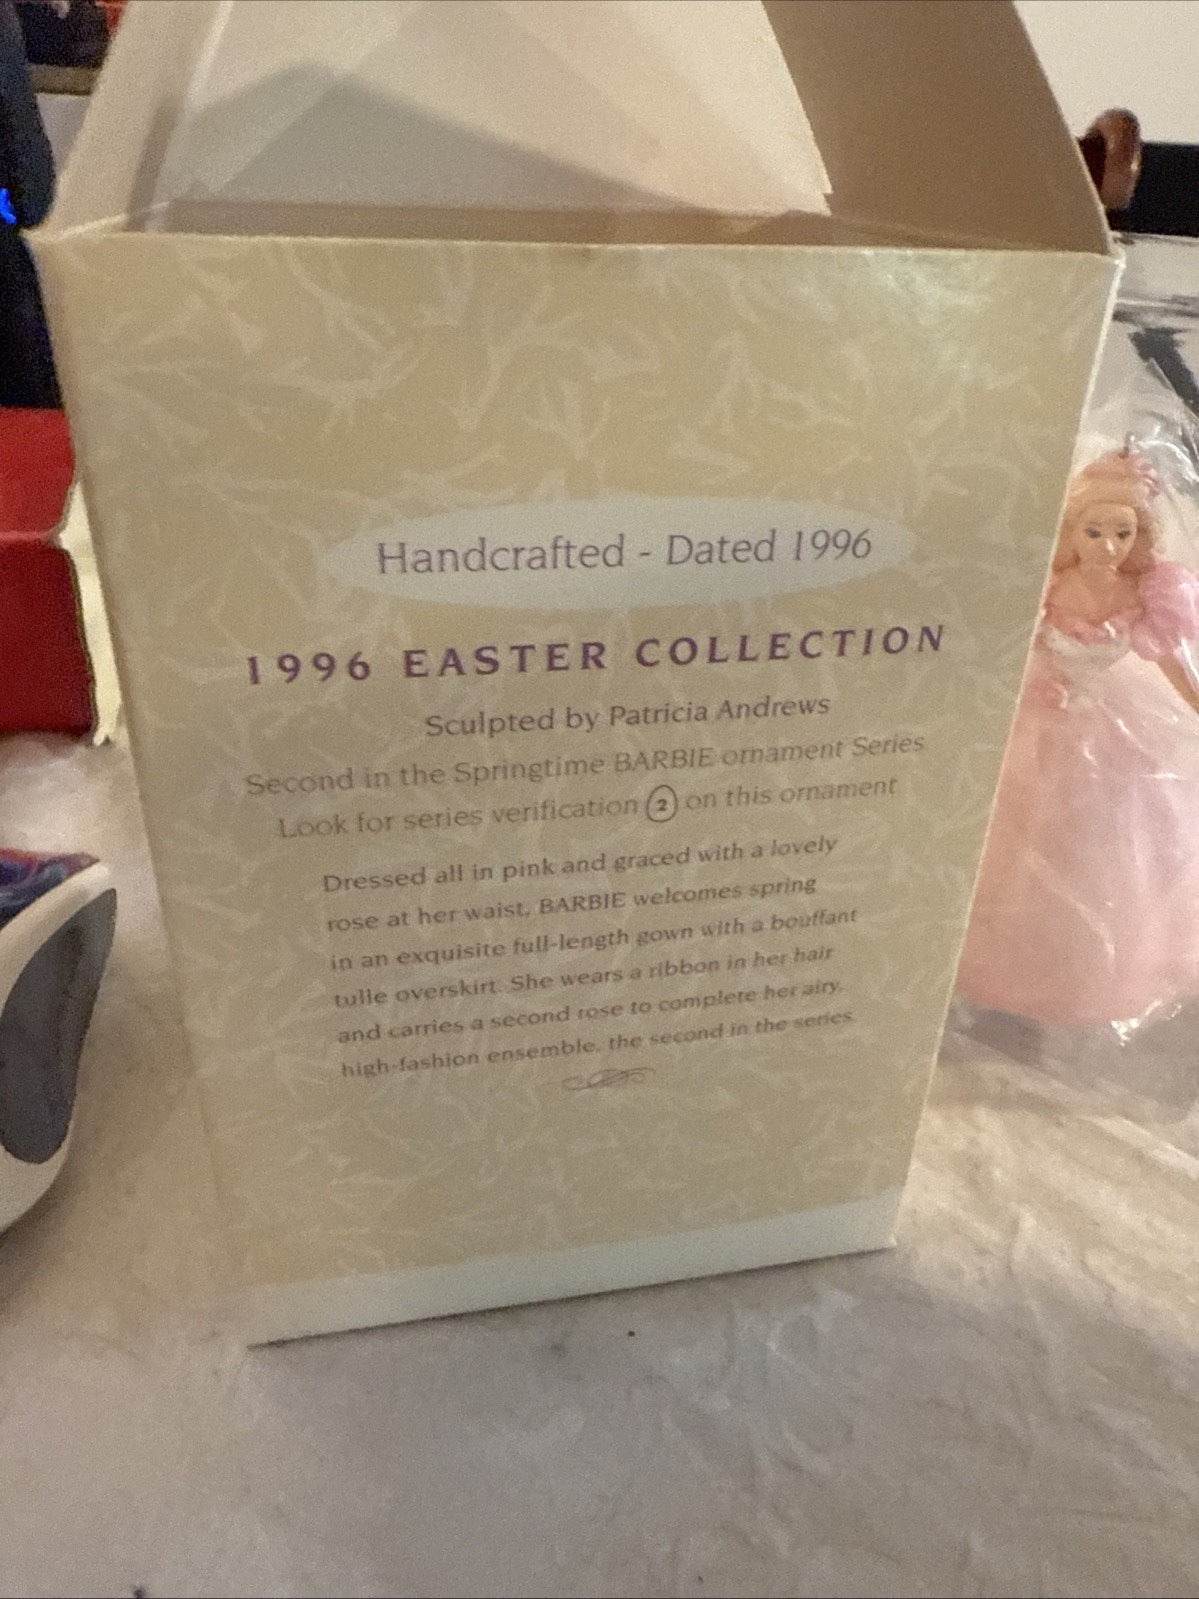 Handcrafted - Dated 1996
1996 EASTER COLLECTION
Sculpted by Patricia Andrews
Second in the Springtime BARBIE ornament Series
Look for series verification 2 on this ornament
Dressed all in pink and graced with a lovely
rose at her waist, BARBIE welcomes spring
in an exquisite full-length gown with a bouffant
tulle overskirt. She wears a ribbon in her hair
and carries a second rose to complete her airy,
high-fashion ensemble, the second in the series.